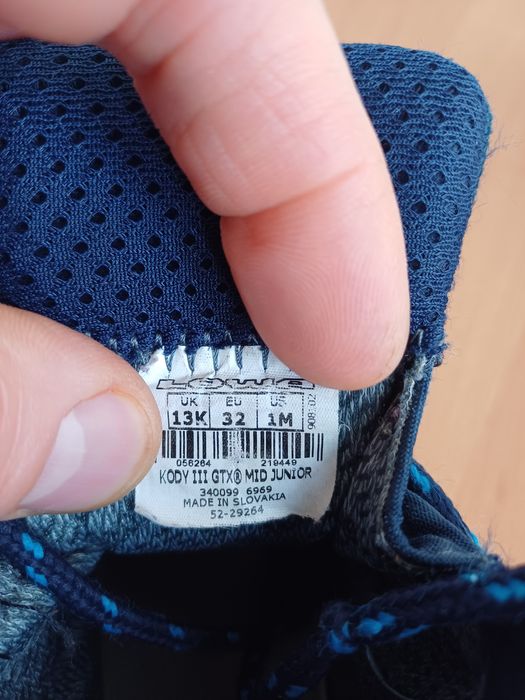 LOWA
UK EU US
13K 32 1M
908102
056264 219449
KODY III GTX® MID JUNIOR
340099 6969
MADE IN SLOVAKIA
52-29264